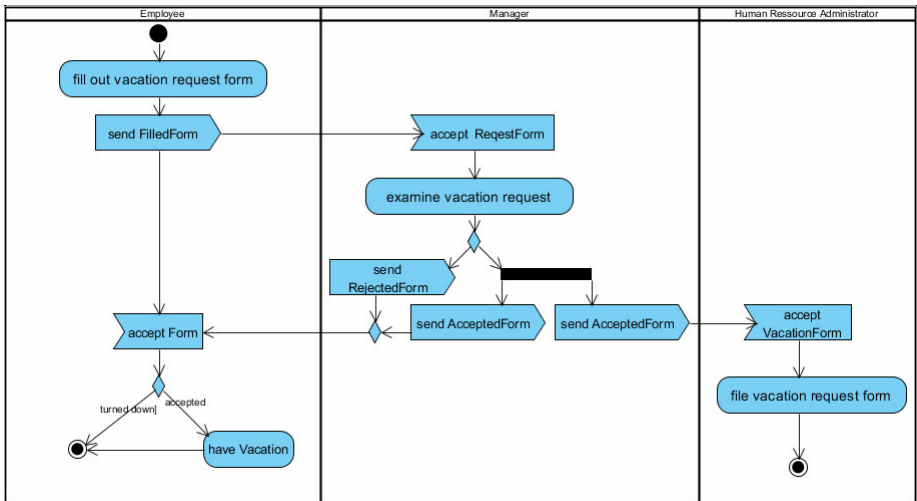 Employee
Manager
Human Ressource Administrator
fill out vacation request form
send FilledForm
accept ReqestForm
examine vacation request
send
RejectedForm
accept Form
send AcceptedForm
send AcceptedForm
accept
VacationForm
turned down]
accepted
have Vacation
file vacation request form